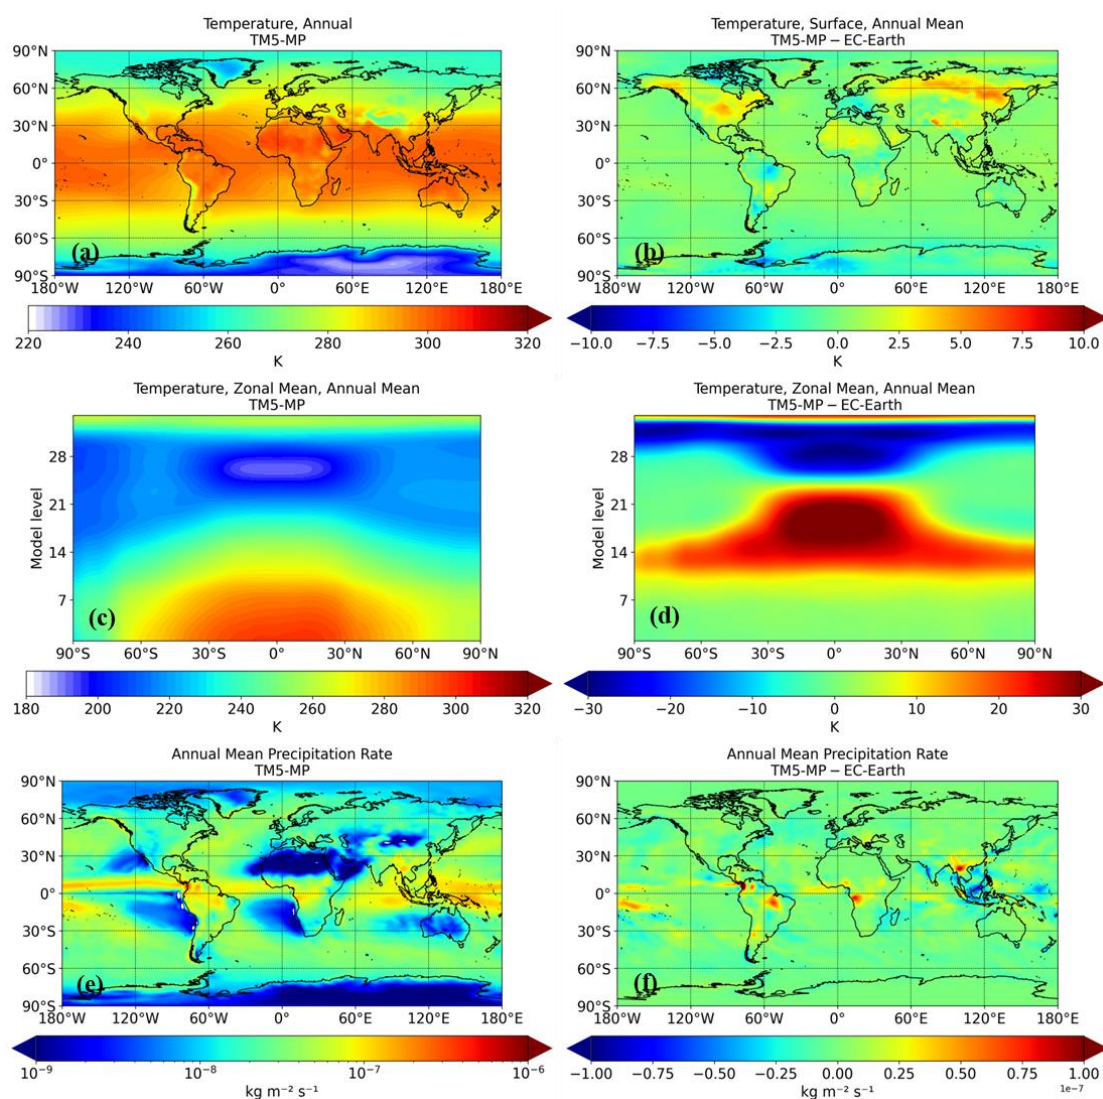 Temperature, Annual
TM5-MP
90°N
60°N
30°N
0°
30°S
60°S
90°S
(a)
180°W 120°W 60°W 0° 60°E 120°E 180°E
220 240 260 280 300 320
K
Temperature, Surface, Annual Mean
TM5-MP − EC-Earth
90°N
60°N
30°N
0°
30°S
60°S
90°S
(b)
180°W 120°W 60°W 0° 60°E 120°E 180°E
−10.0 −7.5 −5.0 −2.5 0.0 2.5 5.0 7.5 10.0
K
Temperature, Zonal Mean, Annual Mean
TM5-MP
Model level
28
21
14
7
(c)
90°S 60°S 30°S 0° 30°N 60°N 90°N
180 200 220 240 260 280 300 320
K
Temperature, Zonal Mean, Annual Mean
TM5-MP − EC-Earth
Model level
28
21
14
7
(d)
90°S 60°S 30°S 0° 30°N 60°N 90°N
−30 −20 −10 0 10 20 30
K
Annual Mean Precipitation Rate
TM5-MP
90°N
60°N
30°N
0°
30°S
60°S
90°S
(e)
180°W 120°W 60°W 0° 60°E 120°E 180°E
10⁻⁹ 10⁻⁸ 10⁻⁷ 10⁻⁶
kg m⁻² s⁻¹
Annual Mean Precipitation Rate
TM5-MP − EC-Earth
90°N
60°N
30°N
0°
30°S
60°S
90°S
(f)
180°W 120°W 60°W 0° 60°E 120°E 180°E
−1.00 −0.75 −0.50 −0.25 0.00 0.25 0.50 0.75 1.00
1e−7
kg m⁻² s⁻¹